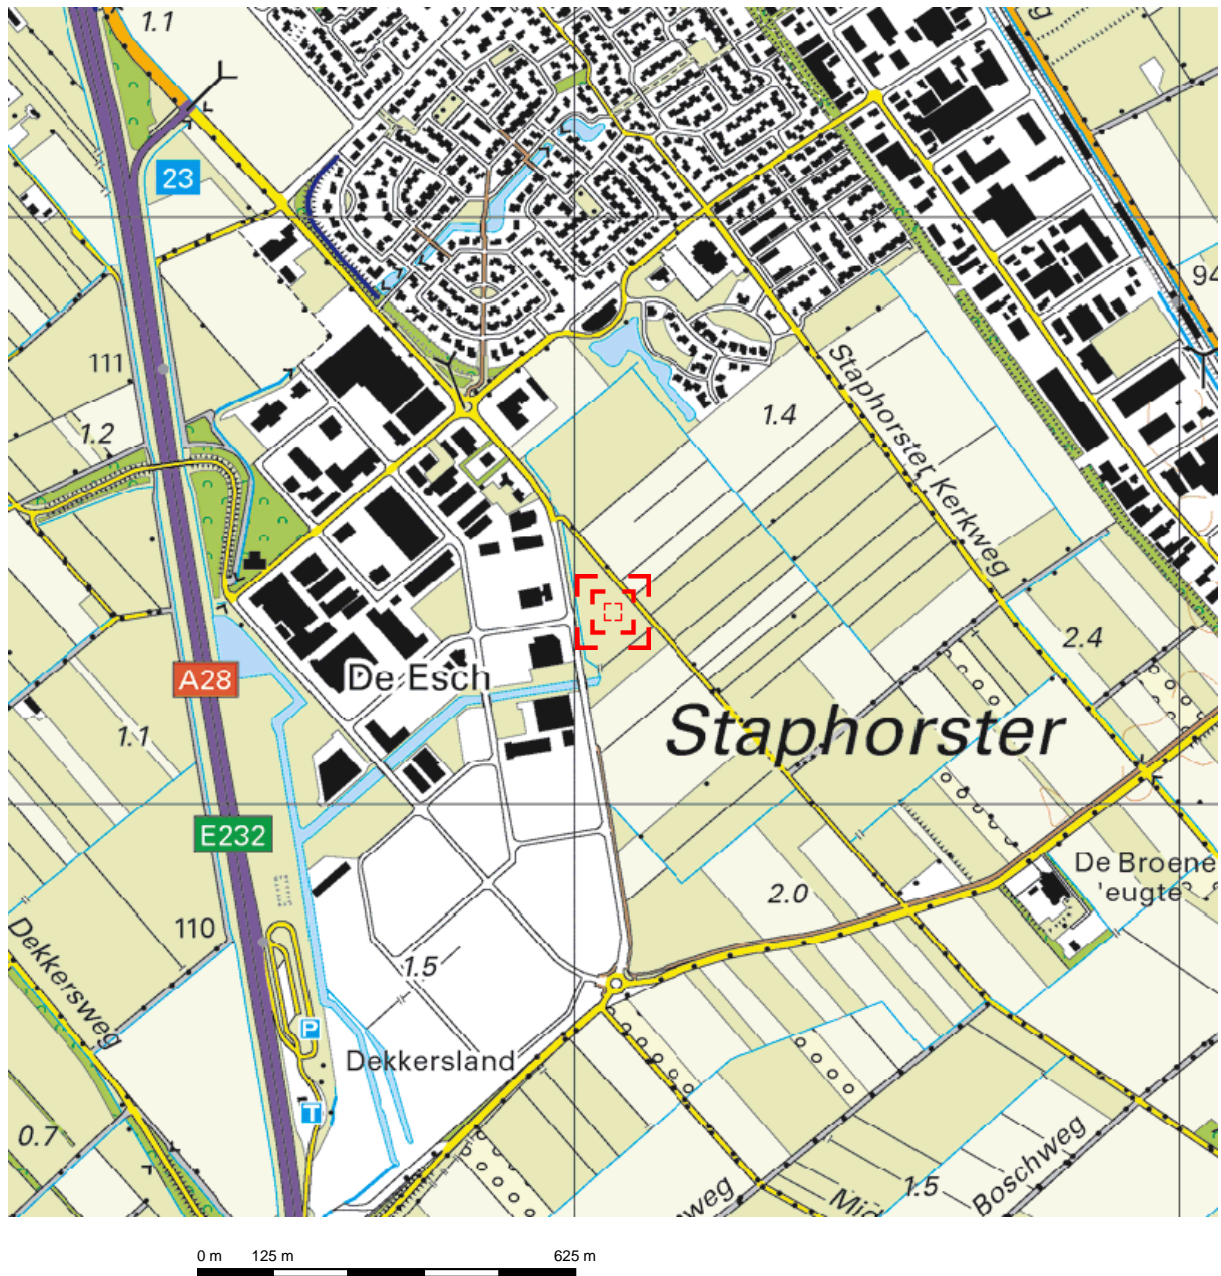 1.1
g
23
94
111
1.2
1.4
Staphorster Kerkweg
2.4
A28
De Esch
Staphorster
1.1
E232
De Broene
'eugte
2.0
110
Dekkersweg
1.5
P
Dekkersland
T
0.7
weg
Mid
1.5
Boschweg
0 m 125 m 625 m